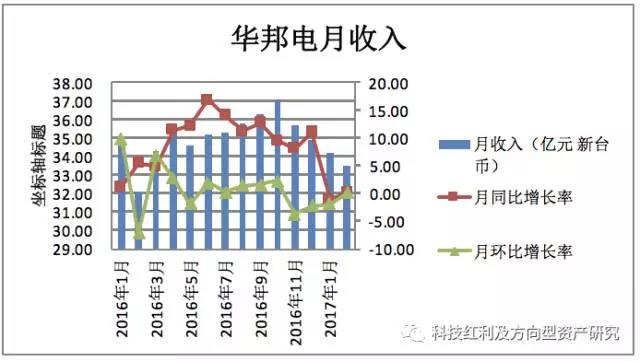 华邦电月收入
38.00
37.00
36.00
35.00
34.00
33.00
32.00
31.00
30.00
29.00
坐标轴标题
20.00
15.00
10.00
5.00
0.00
-5.00
-10.00
2016年1月
2016年3月
2016年5月
2016年7月
2016年9月
2016年11月
2017年1月
月收入（亿元 新台
币）
月同比增长率
月环比增长率
科技红利及方向型资产研究